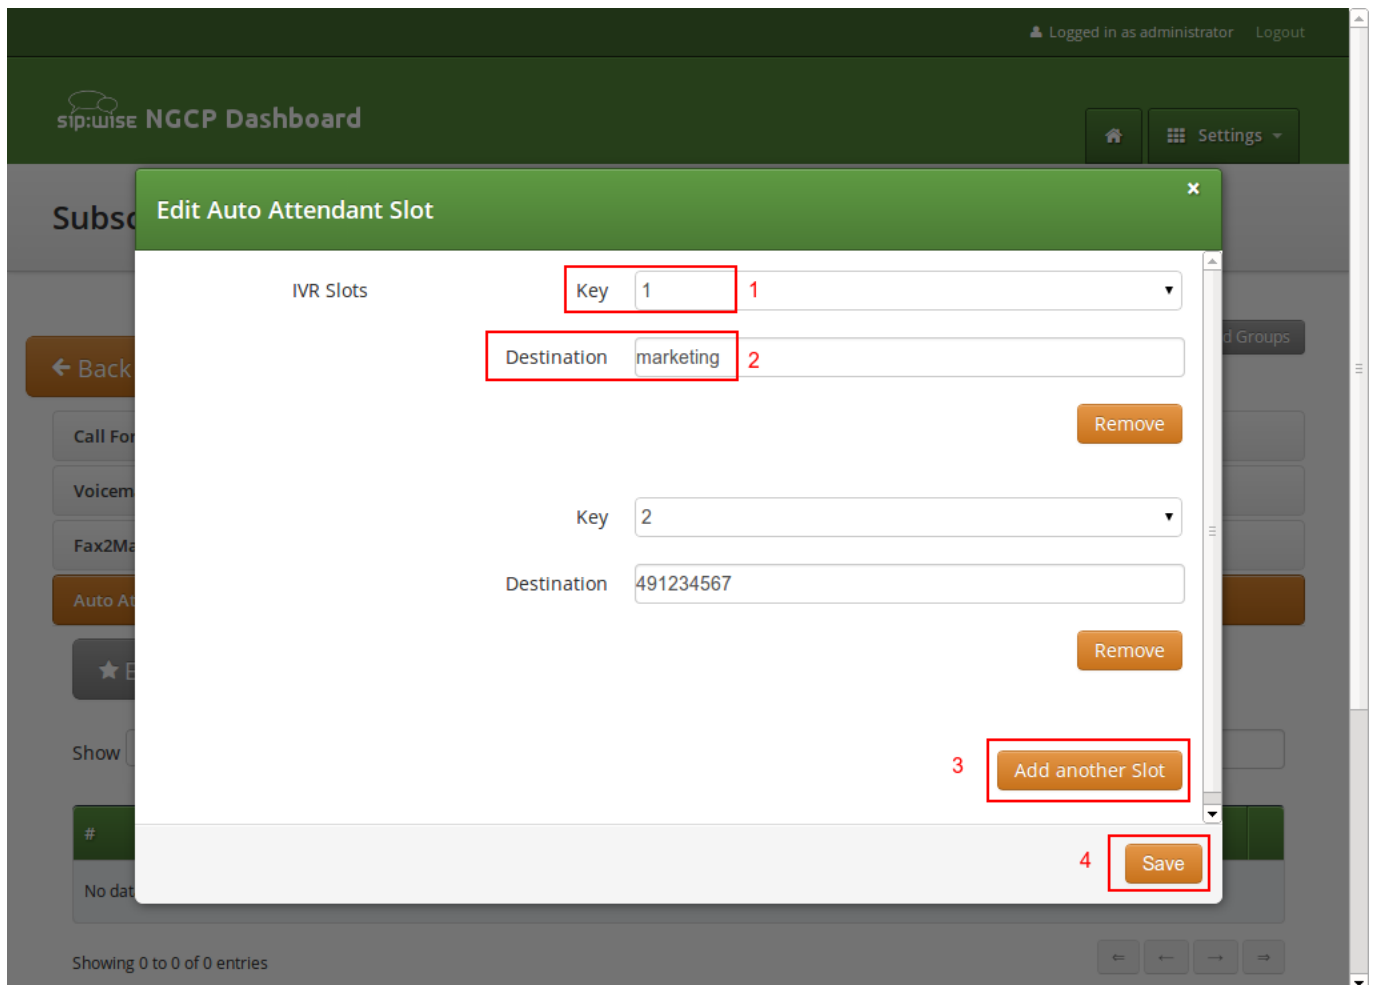 Logged in as administrator Logout
sip:wise NGCP Dashboard
Settings
Subsc
Edit Auto Attendant Slot
×
IVR Slots Key 1 1
Destination marketing 2
d Groups
Back
Remove
Call For
Voicem
Key 2
Fax2Ma
Destination 491234567
Auto At
Remove
E
Show
3 Add another Slot
#
4 Save
No dat
Showing 0 to 0 of 0 entries
⇐ ← → ⇒